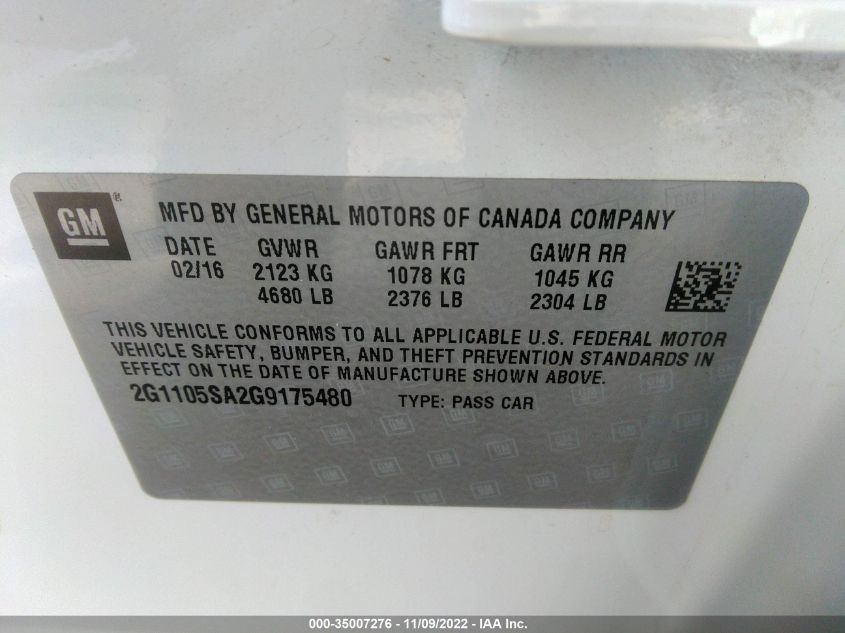 GM ®
MFD BY GENERAL MOTORS OF CANADA COMPANY
DATE GVWR GAWR FRT GAWR RR
02/16 2123 KG 1078 KG 1045 KG
4680 LB 2376 LB 2304 LB
THIS VEHICLE CONFORMS TO ALL APPLICABLE U.S. FEDERAL MOTOR
VEHICLE SAFETY, BUMPER, AND THEFT PREVENTION STANDARDS IN
EFFECT ON THE DATE OF MANUFACTURE SHOWN ABOVE.
2G1105SA2G9175480 TYPE: PASS CAR
000-35007276 - 11/09/2022 - IAA Inc.